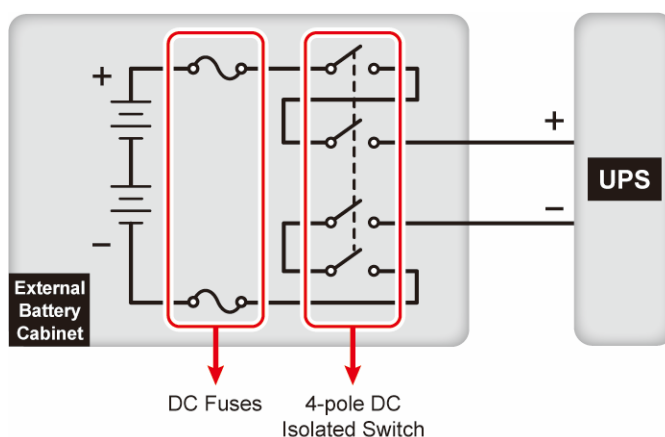 +
+
UPS
−
−
External
Battery
Cabinet
DC Fuses
4-pole DC
Isolated Switch